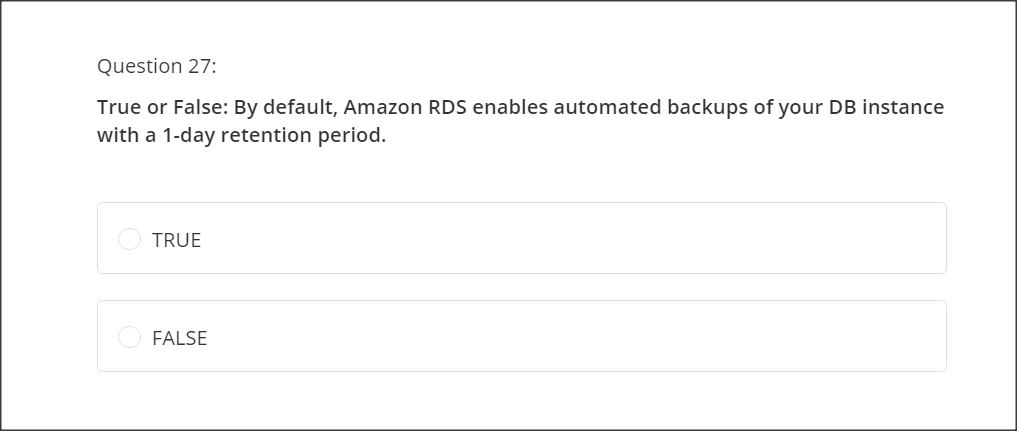 Question 27:
True or False: By default, Amazon RDS enables automated backups of your DB instance
with a 1-day retention period.
TRUE
FALSE